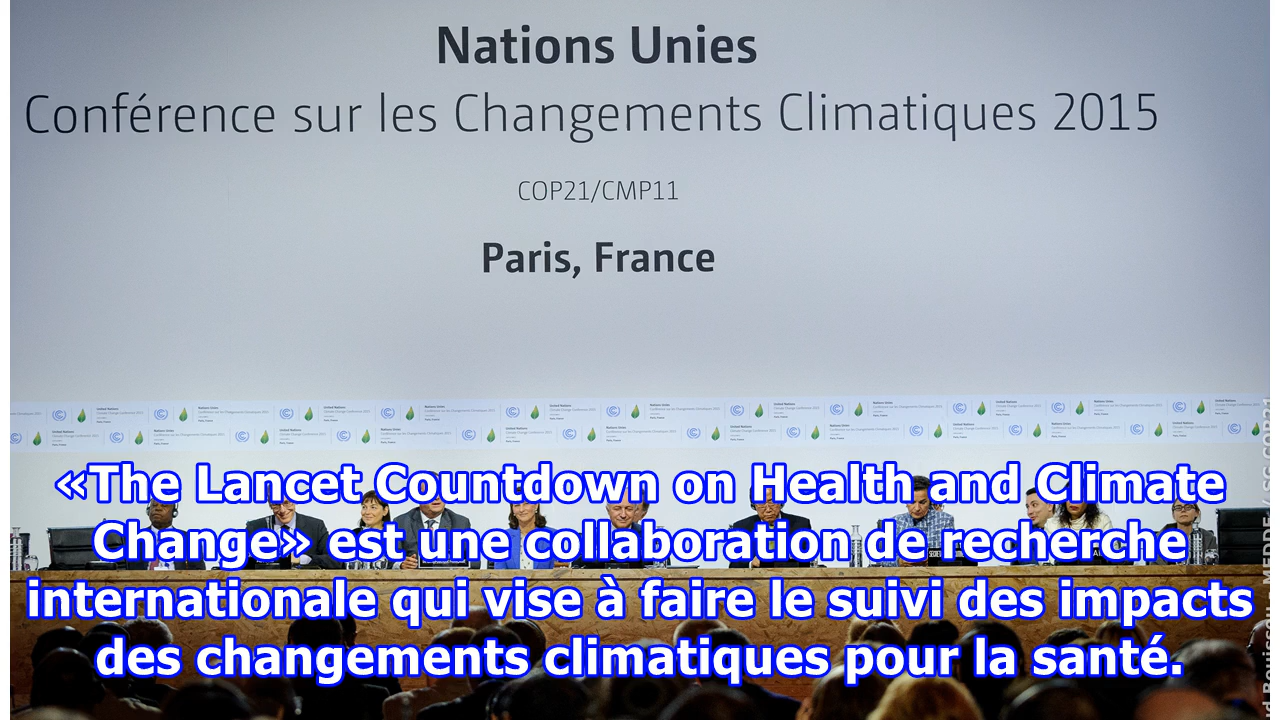 Nations Unies
Conférence sur les Changements Climatiques 2015
COP21/CMP11
Paris, France
«The Lancet Countdown on Health and Climate
Change» est une collaboration de recherche
internationale qui vise à faire le suivi des impacts
des changements climatiques pour la santé.